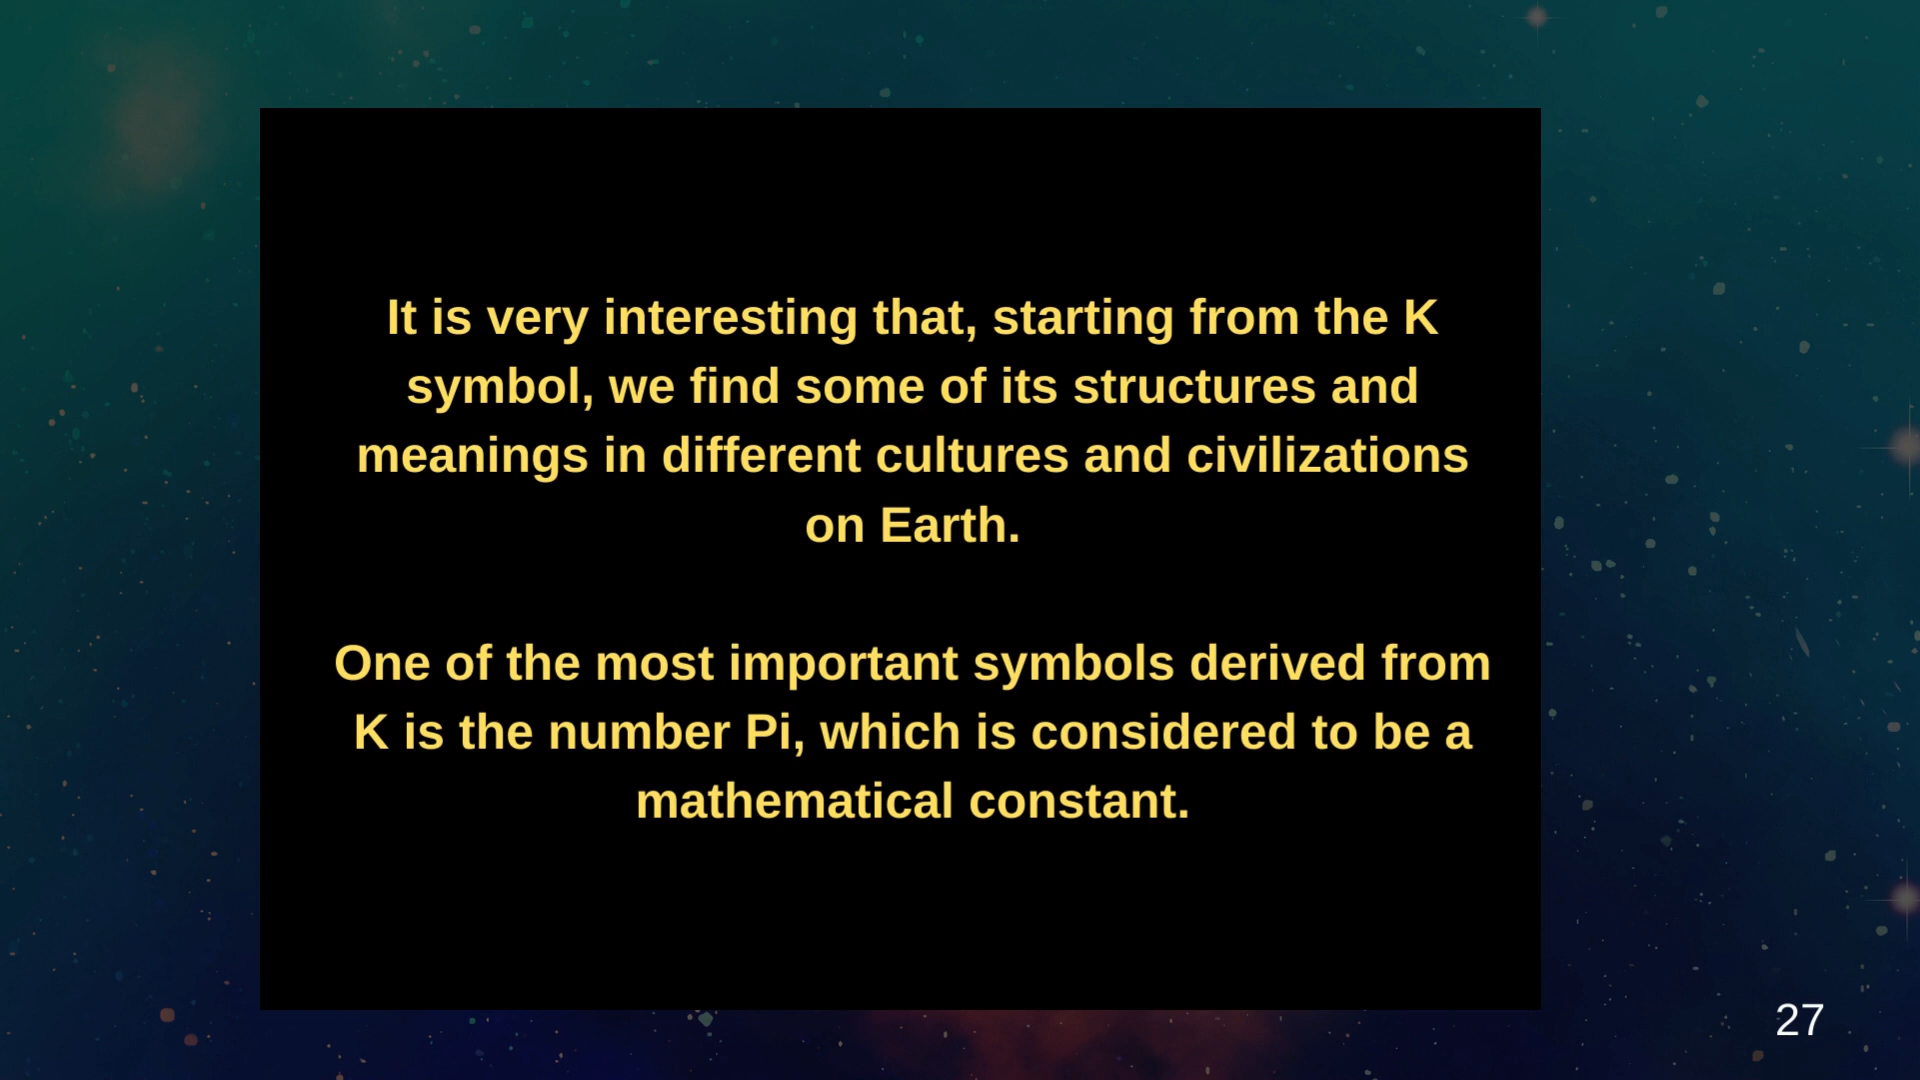 It is very interesting that, starting from the K
symbol, we find some of its structures and
meanings in different cultures and civilizations
on Earth.
One of the most important symbols derived from
K is the number Pi, which is considered to be a
mathematical constant.
27